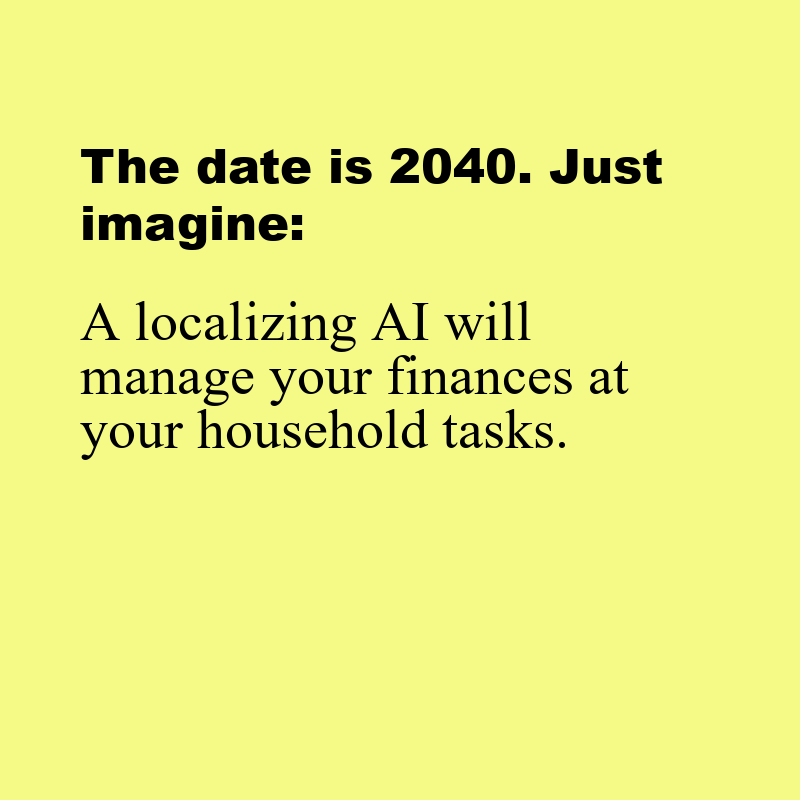 The date is 2040. Just
imagine:
A localizing AI will
manage your finances at
your household tasks.